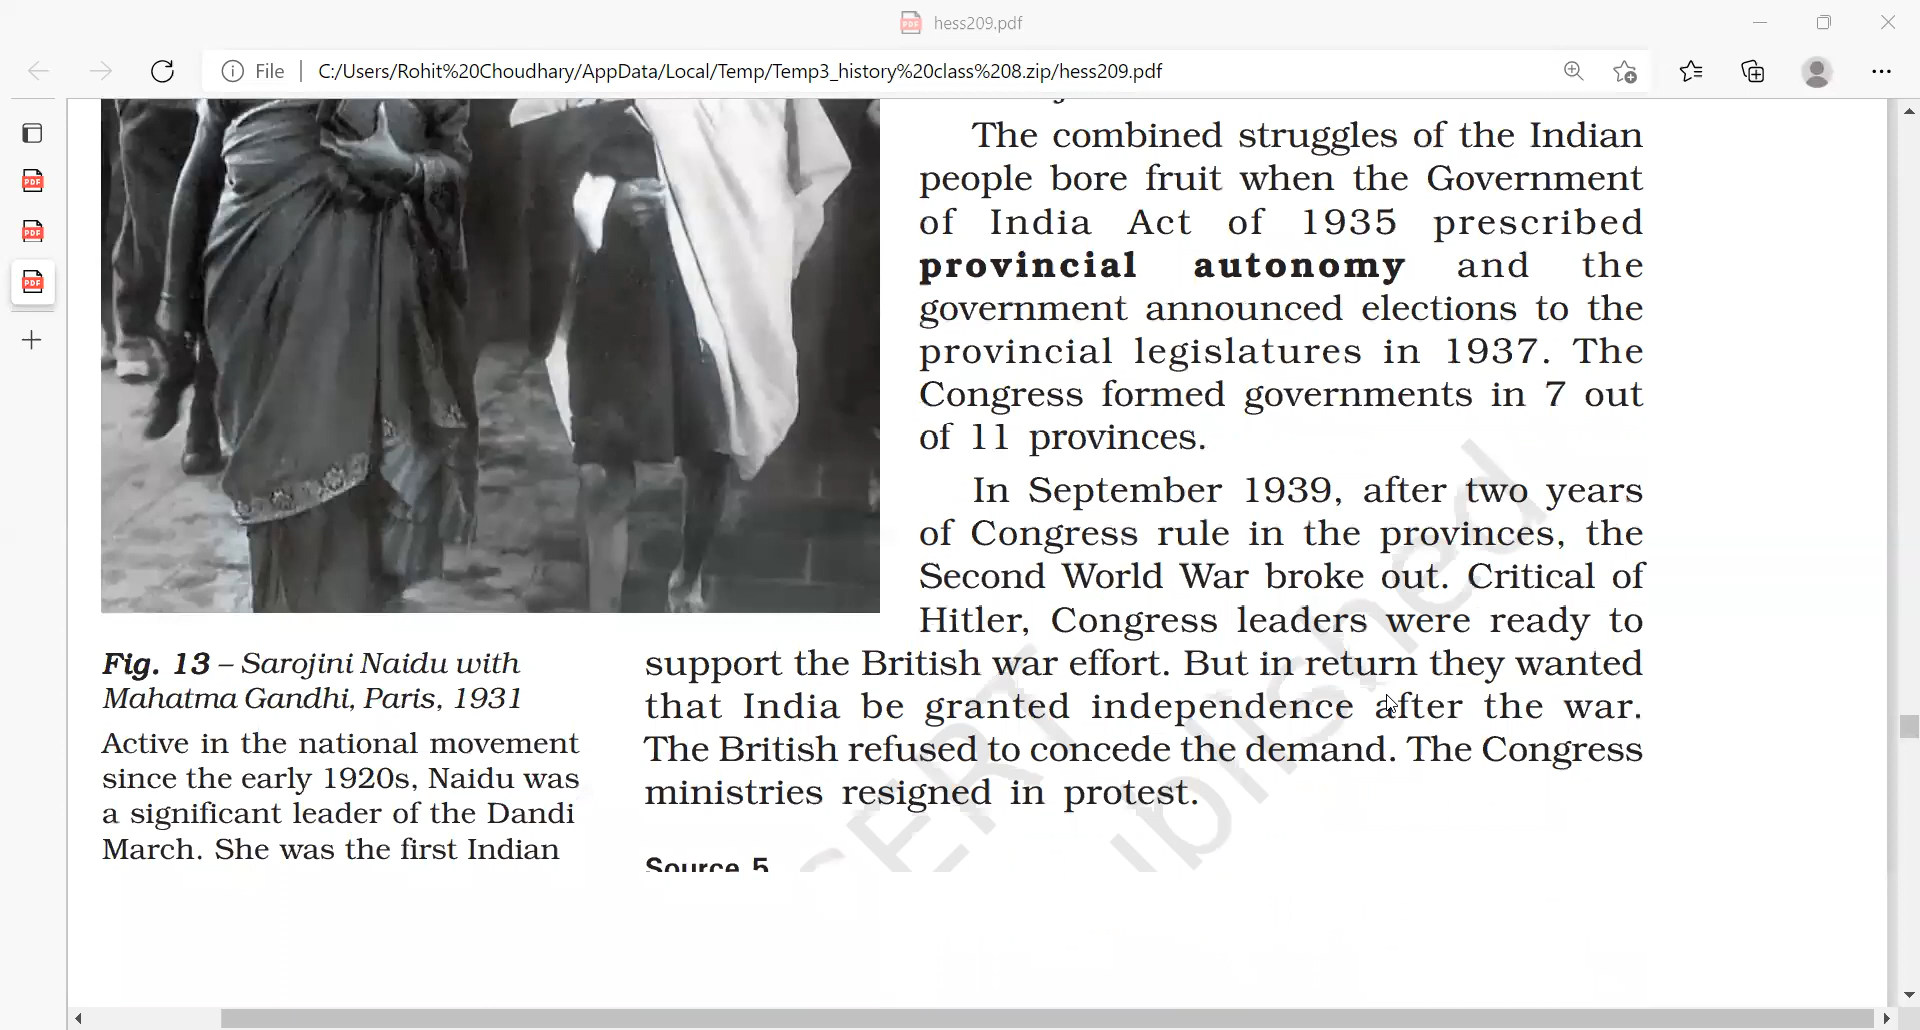 hess209.pdf
File
C:/Users/Rohit%20Choudhary/AppData/Local/Temp/Temp3_history%20class%208.zip/hess209.pdf
The combined struggles of the Indian
people bore fruit when the Government
of India Act of 1935 prescribed
provincial autonomy and the
government announced elections to the
provincial legislatures in 1937. The
Congress formed governments in 7 out
of 11 provinces.
In September 1939, after two years
of Congress rule in the provinces, the
Second World War broke out. Critical of
Hitler, Congress leaders were ready to
support the British war effort. But in return they wanted
that India be granted independence after the war.
The British refused to concede the demand. The Congress
ministries resigned in protest.
Source 5
Fig. 13 – Sarojini Naidu with
Mahatma Gandhi, Paris, 1931
Active in the national movement
since the early 1920s, Naidu was
a significant leader of the Dandi
March. She was the first Indian